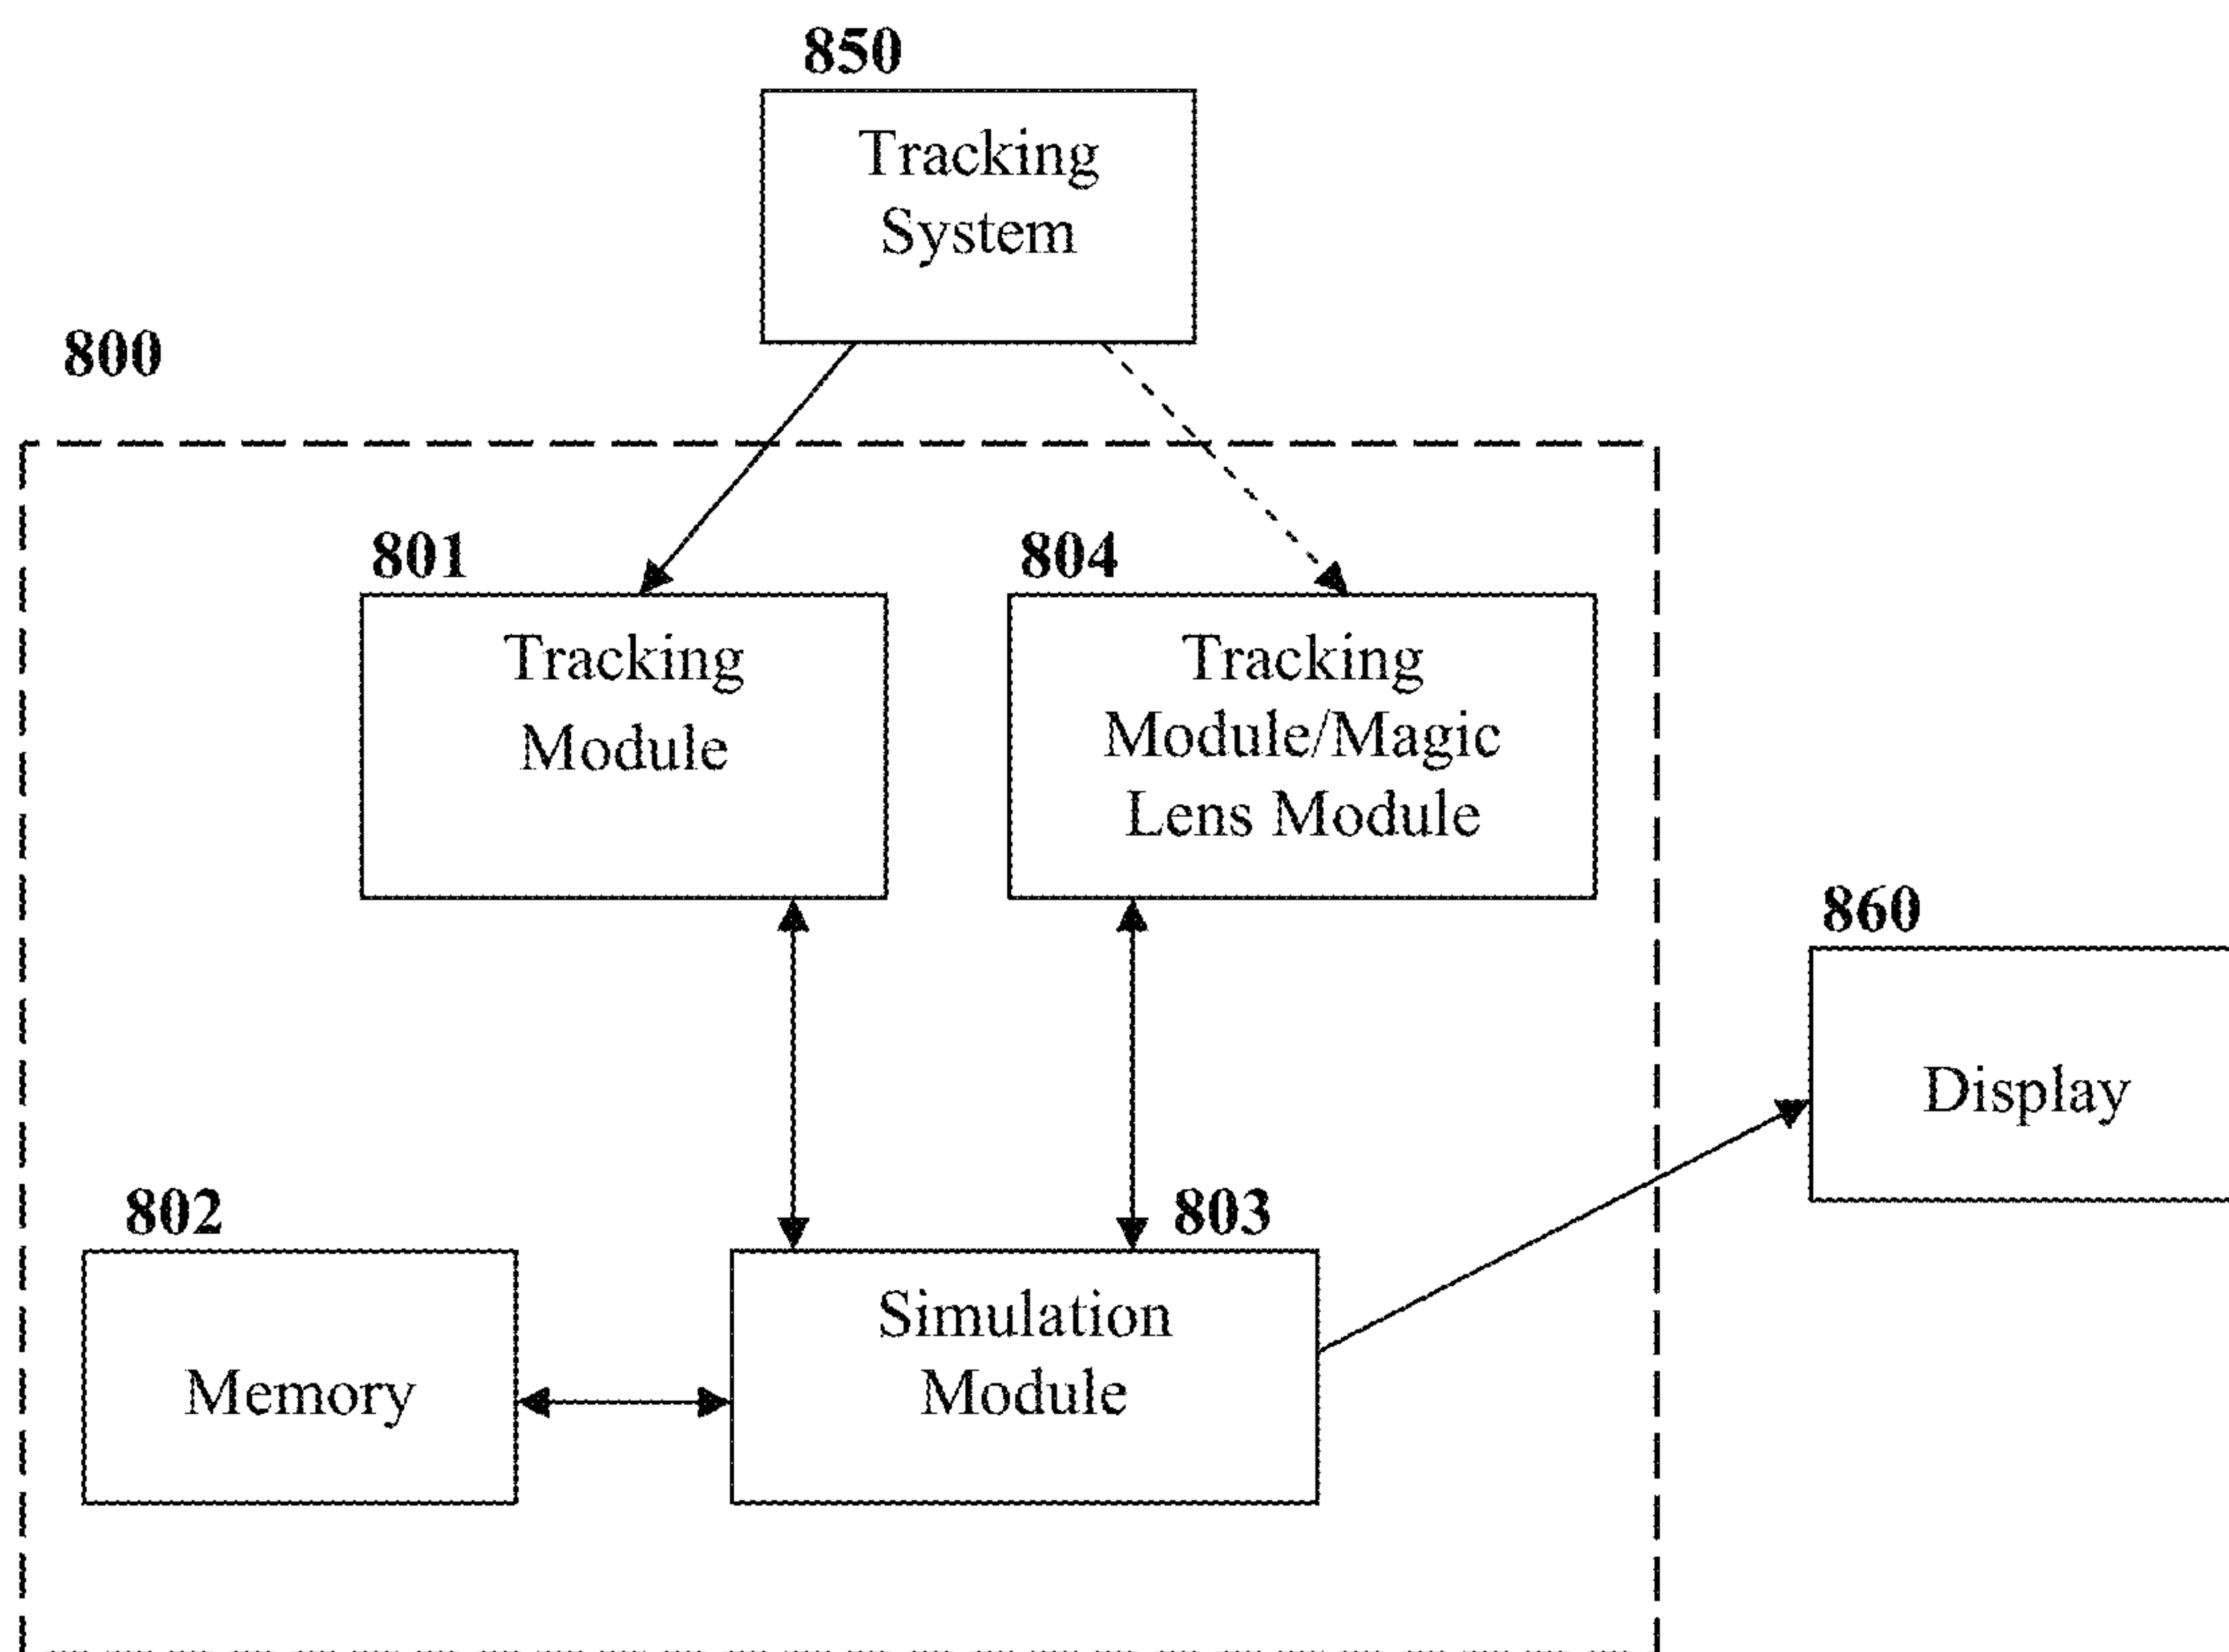 850
Tracking
System
800
801
Tracking
Module
804
Tracking
Module/Magic
Lens Module
860
Display
802
Memory
803
Simulation
Module